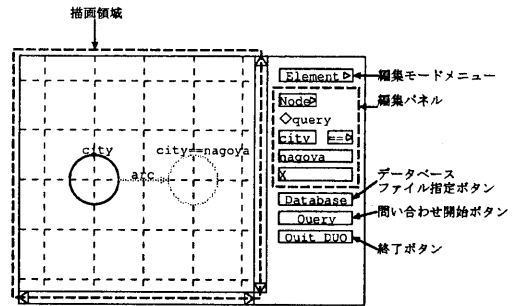 描画領域
Element
編集モードメニュー
Node
編集パネル
query
city ==
city
city==nagoya
nagoya
arc
X
データベース
ファイル指定ボタン
Database
問い合わせ開始ボタン
Query
Quit DUO
終了ボタン